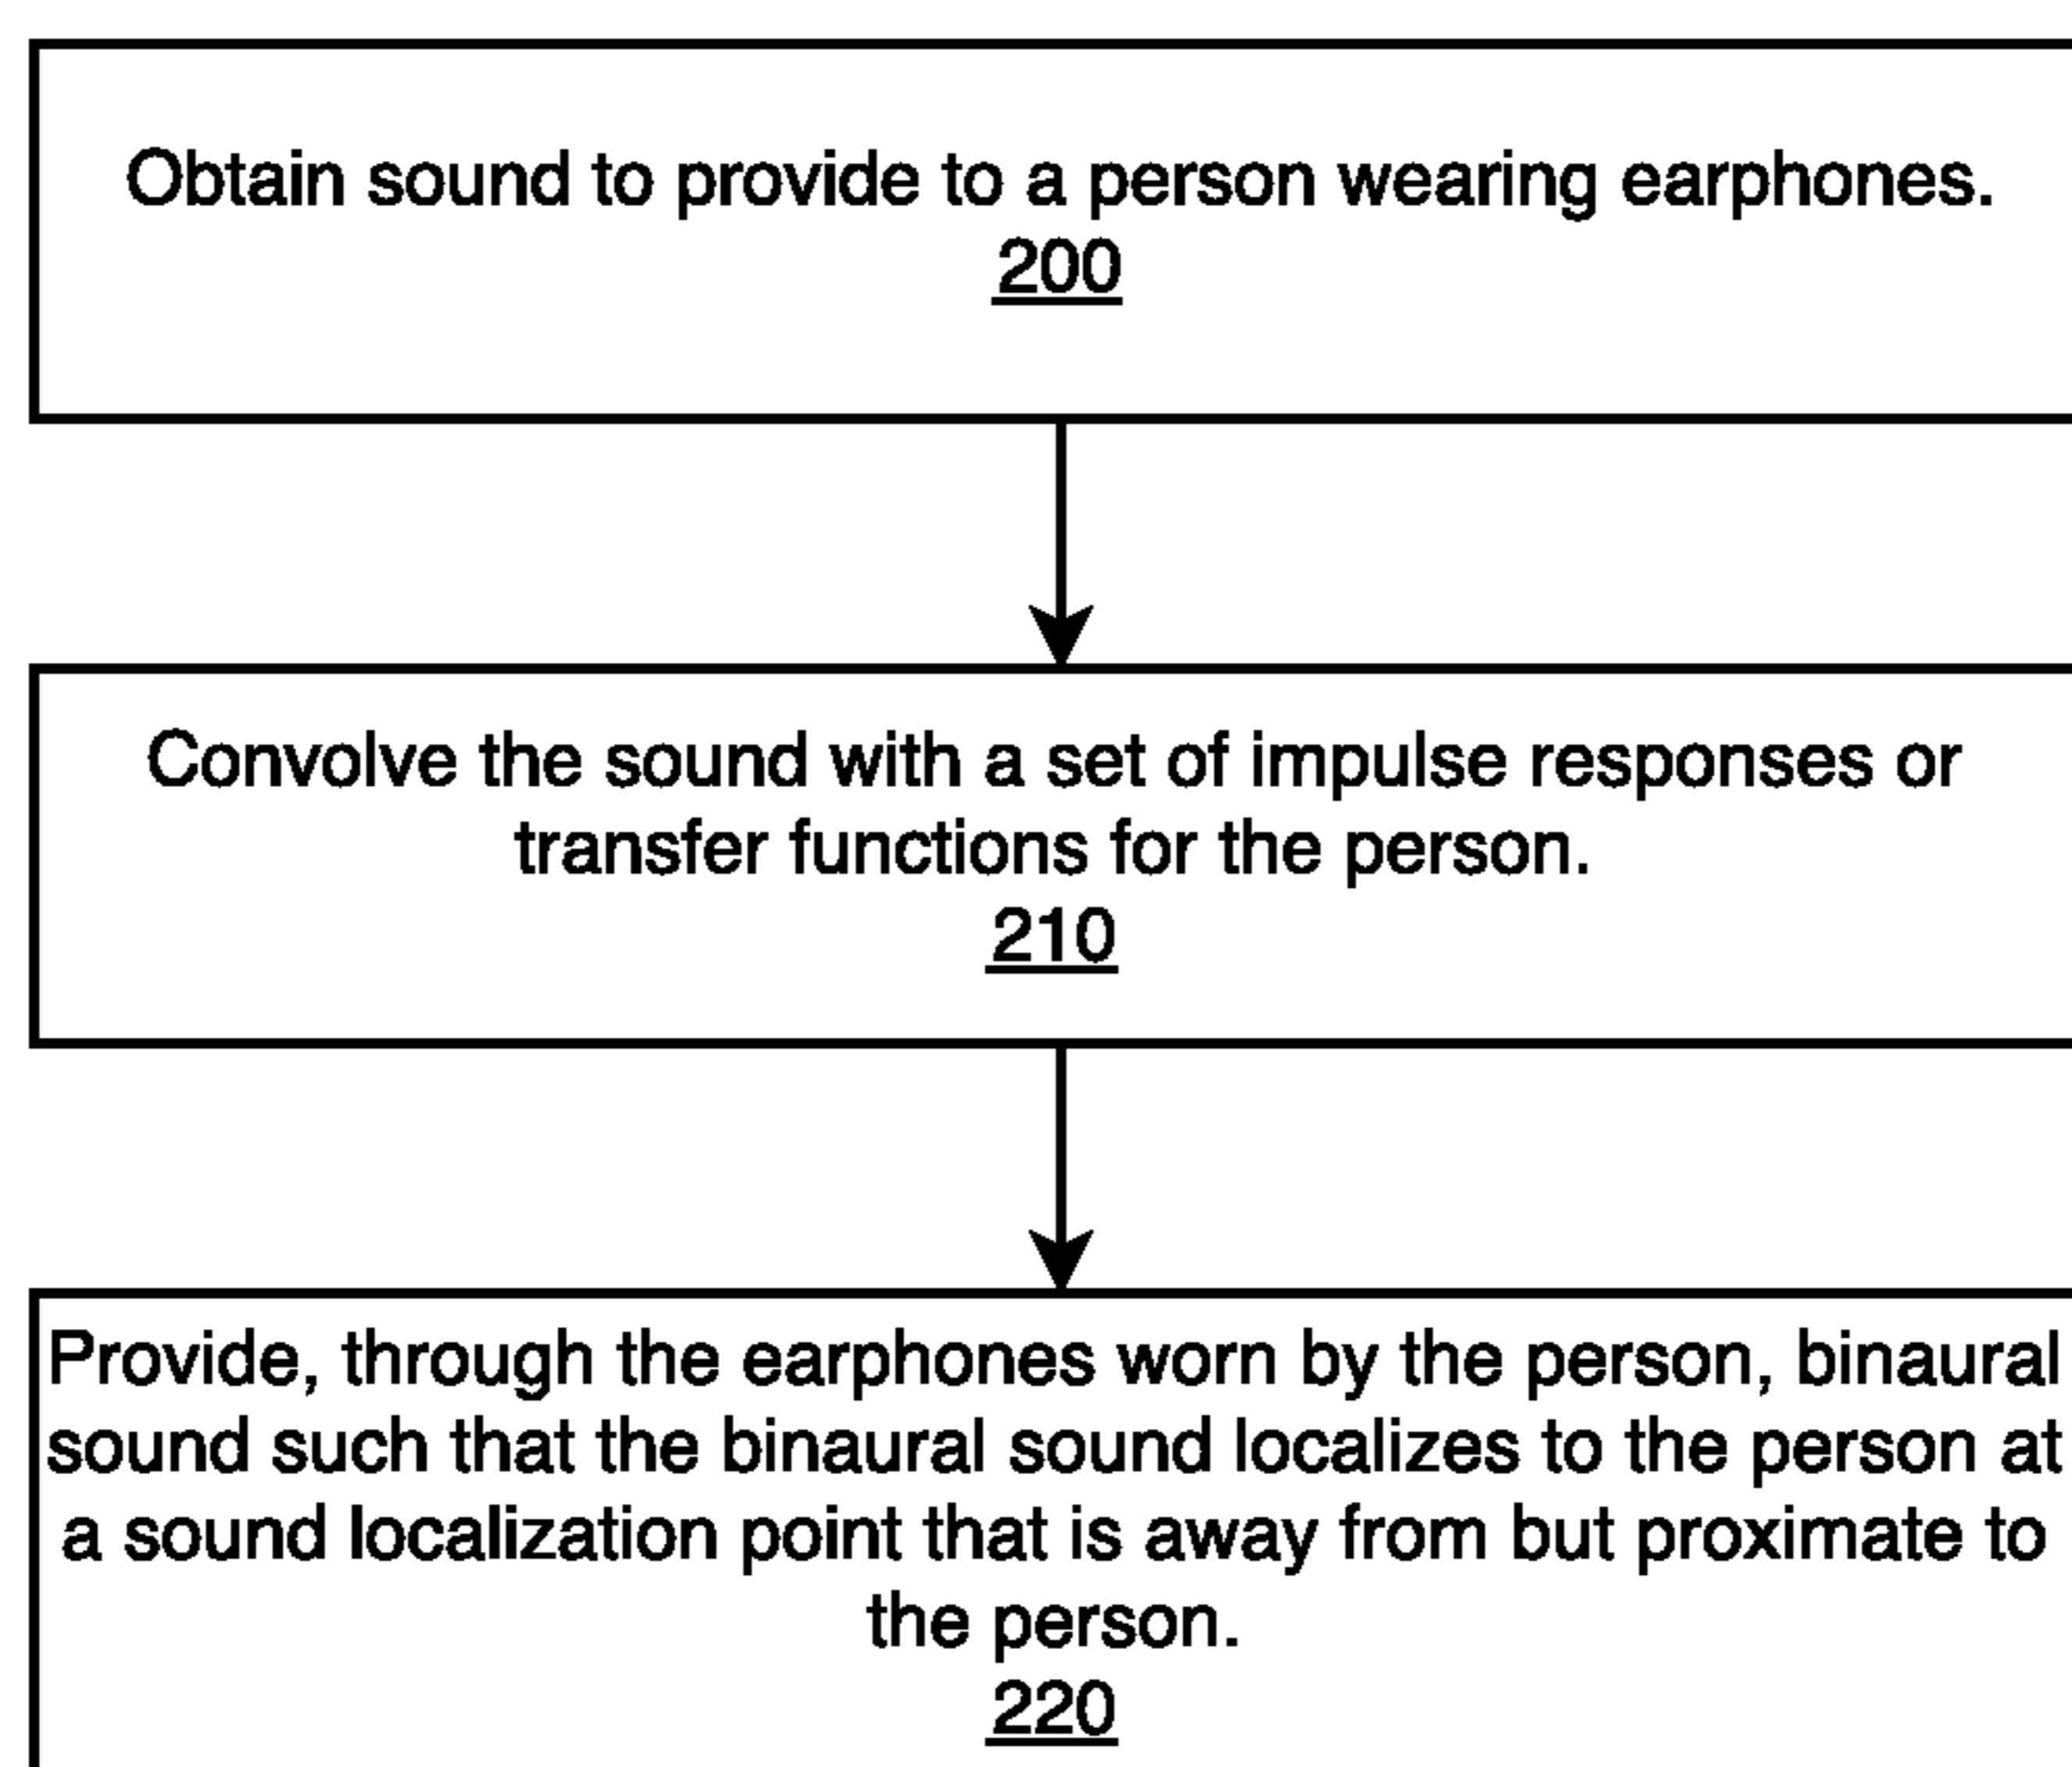 Obtain sound to provide to a person wearing earphones.
200
Convolve the sound with a set of impulse responses or
transfer functions for the person.
210
Provide, through the earphones worn by the person, binaural
sound such that the binaural sound localizes to the person at
a sound localization point that is away from but proximate to
the person.
220